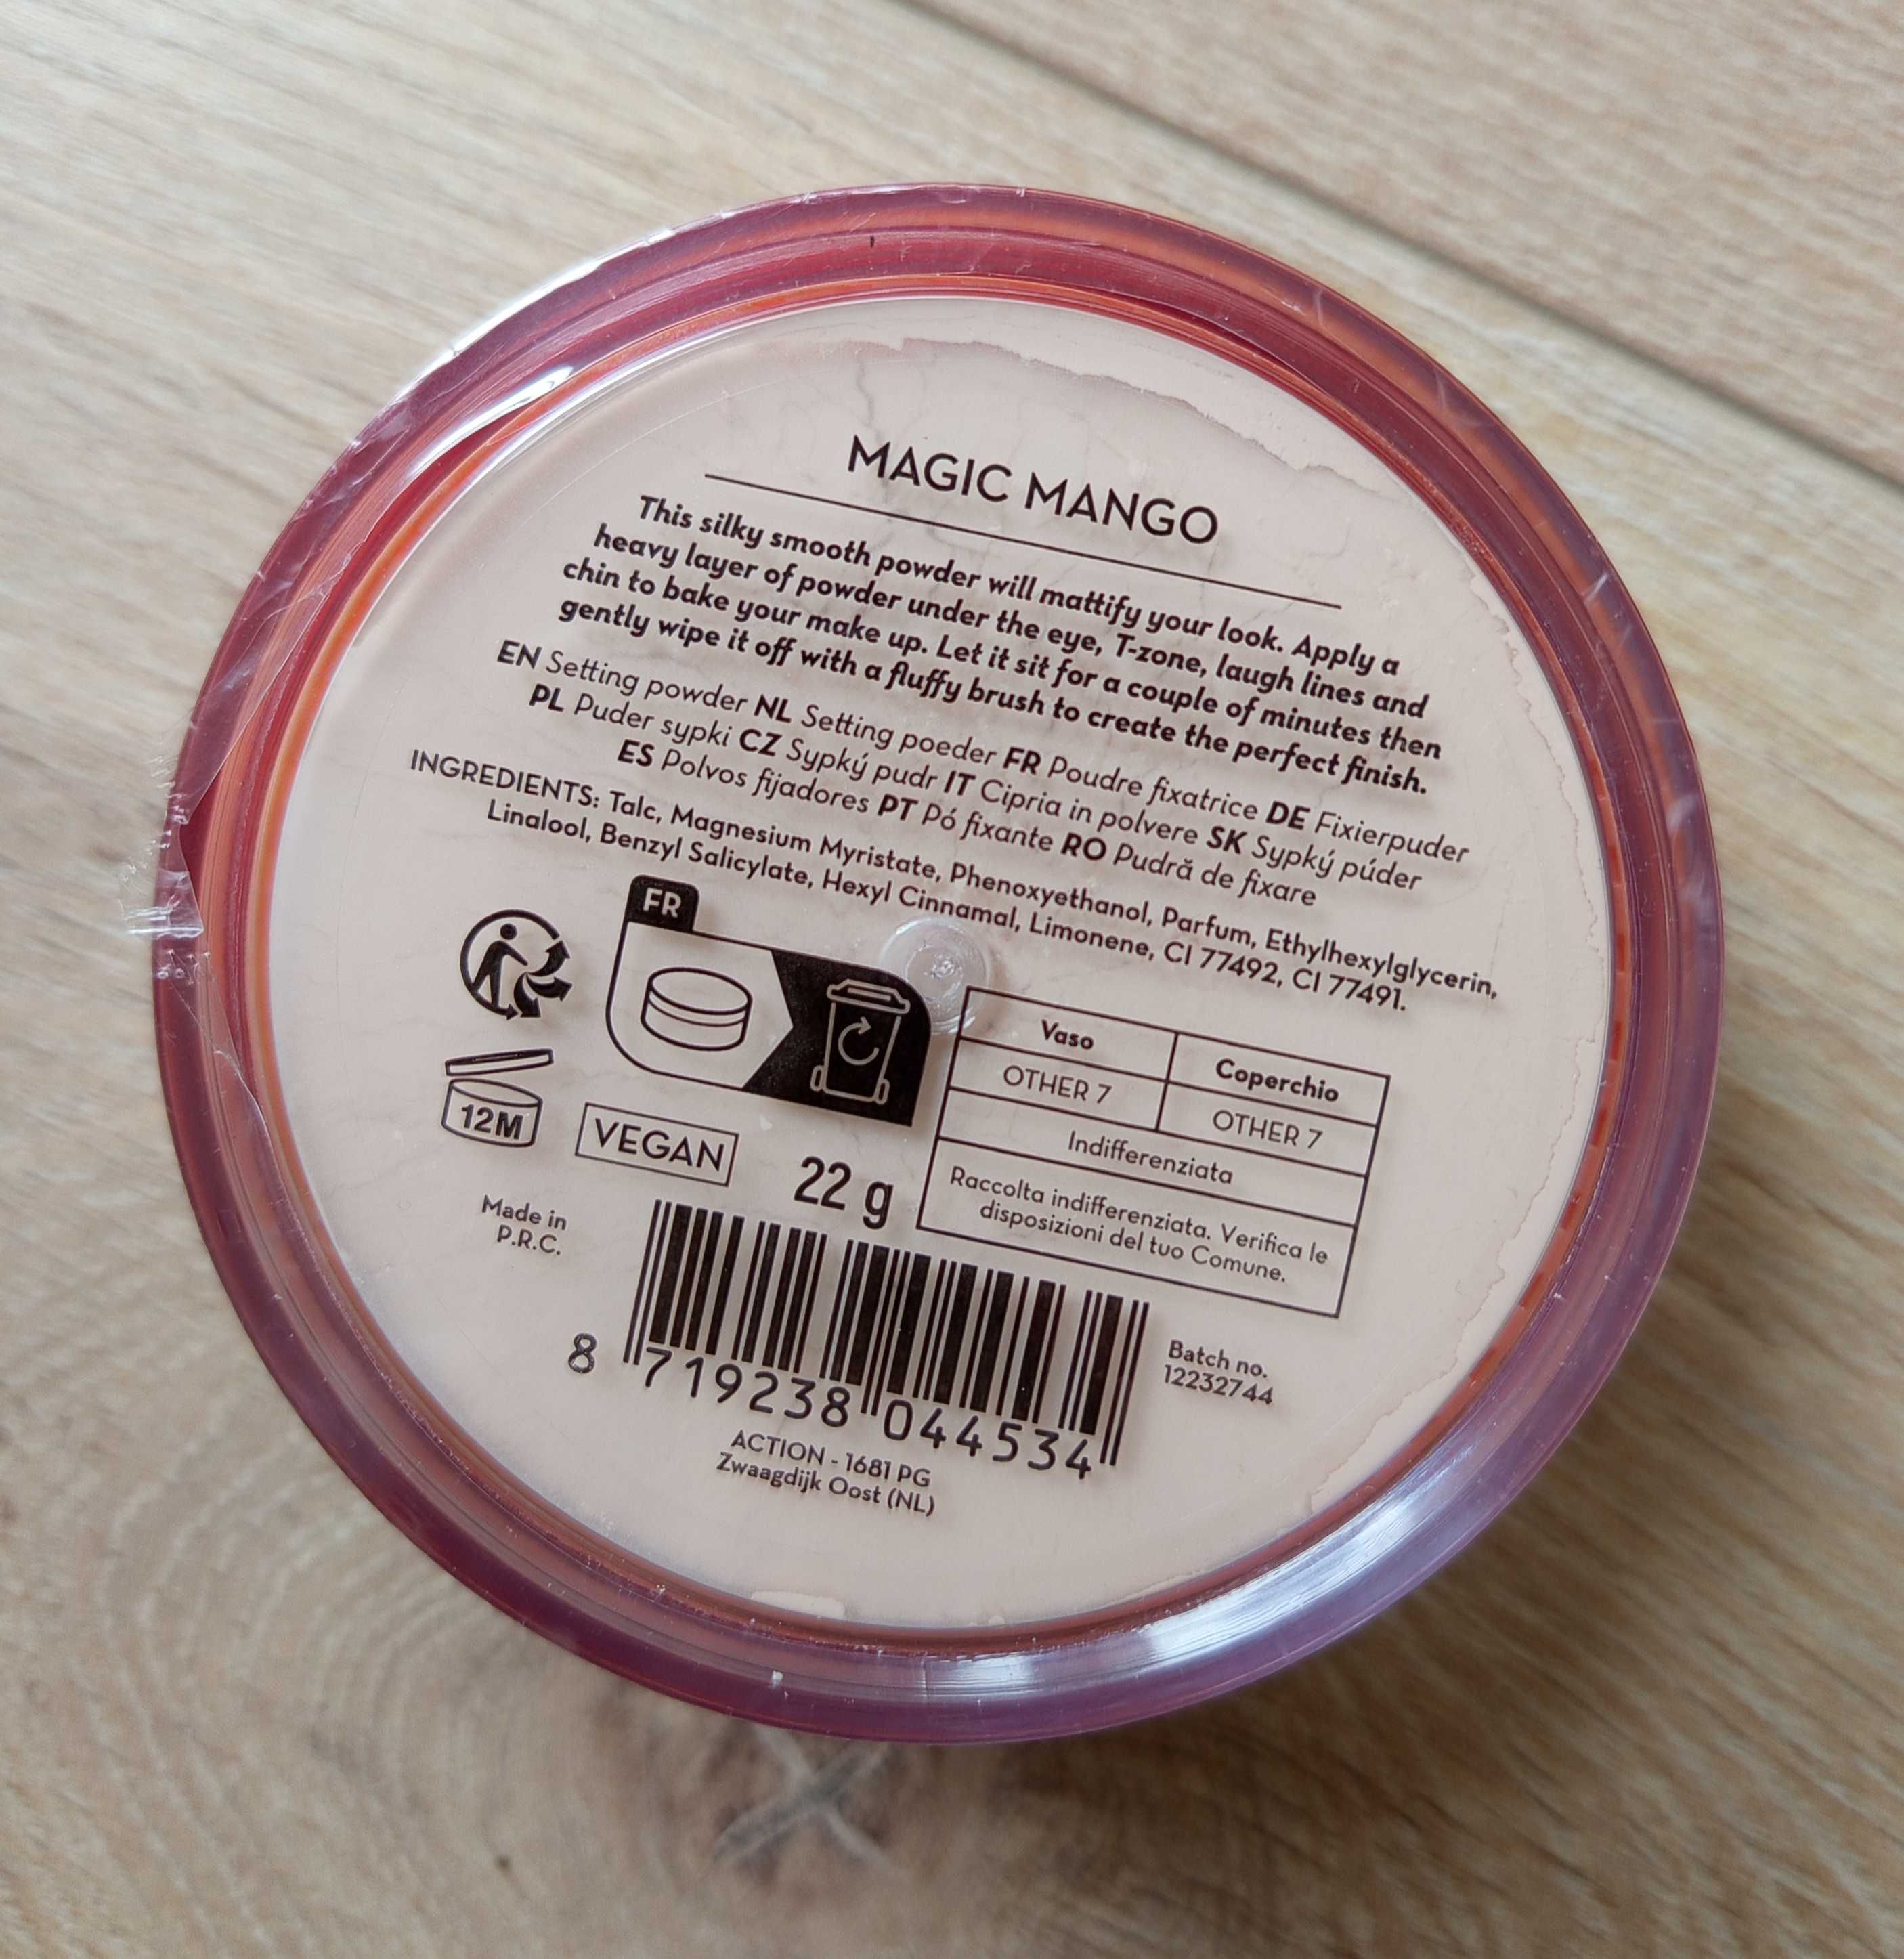 MAGIC MANGO
This silky smooth powder will mattify your look. Apply a
heavy layer of powder under the eye, T-zone, laugh lines and
chin to bake your make up. Let it sit for a couple of minutes then
gently wipe it off with a fluffy brush to create the perfect finish.
EN Setting powder NL Setting poeder FR Poudre fixatrice DE Fixierpuder
PL Puder sypki CZ Sypký pudr IT Cipria in polvere SK Sypký púder
ES Polvos fijadores PT Pó fixante RO Pudră de fixare
INGREDIENTS: Talc, Magnesium Myristate, Phenoxyethanol, Parfum, Ethylhexylglycerin,
Linalool, Benzyl Salicylate, Hexyl Cinnamal, Limonene, CI 77492, CI 77491.
FR
Vaso
Coperchio
OTHER 7
OTHER 7
Indifferenziata
Raccolta indifferenziata. Verifica le
disposizioni del tuo Comune.
12M
VEGAN
22 g
Made in
P.R.C.
8 719238 044534
Batch no.
12232744
ACTION - 1681 PG
Zwaagdijk Oost (NL)